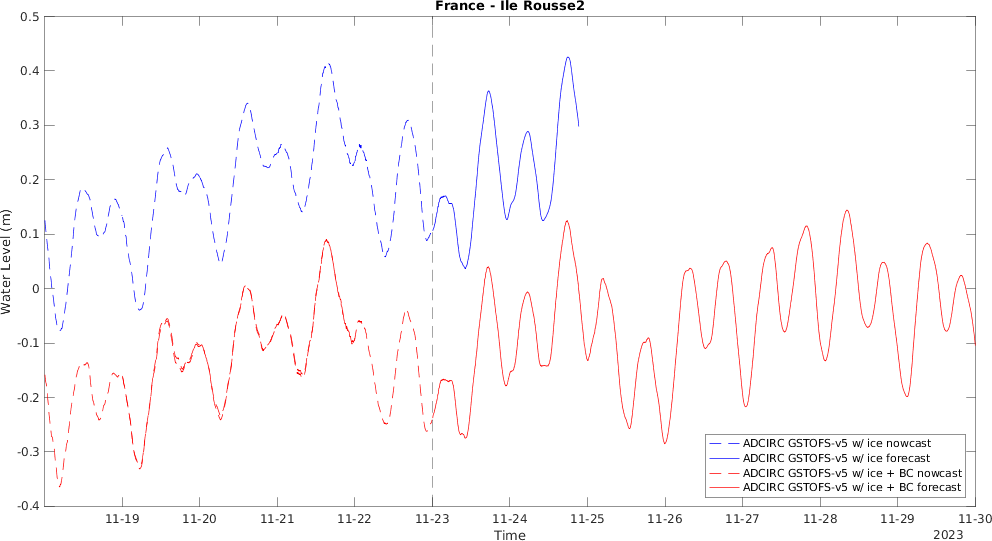 France - Ile Rousse2
0.5
0.4
0.3
0.2
0.1
0
-0.1
-0.2
-0.3
-0.4
Water Level (m)
ADCIRC GSTOFS-v5 w/ ice nowcast
ADCIRC GSTOFS-v5 w/ ice forecast
ADCIRC GSTOFS-v5 w/ ice + BC nowcast
ADCIRC GSTOFS-v5 w/ ice + BC forecast
11-19 11-20 11-21 11-22 11-23 11-24 11-25 11-26 11-27 11-28 11-29 11-30
Time
2023